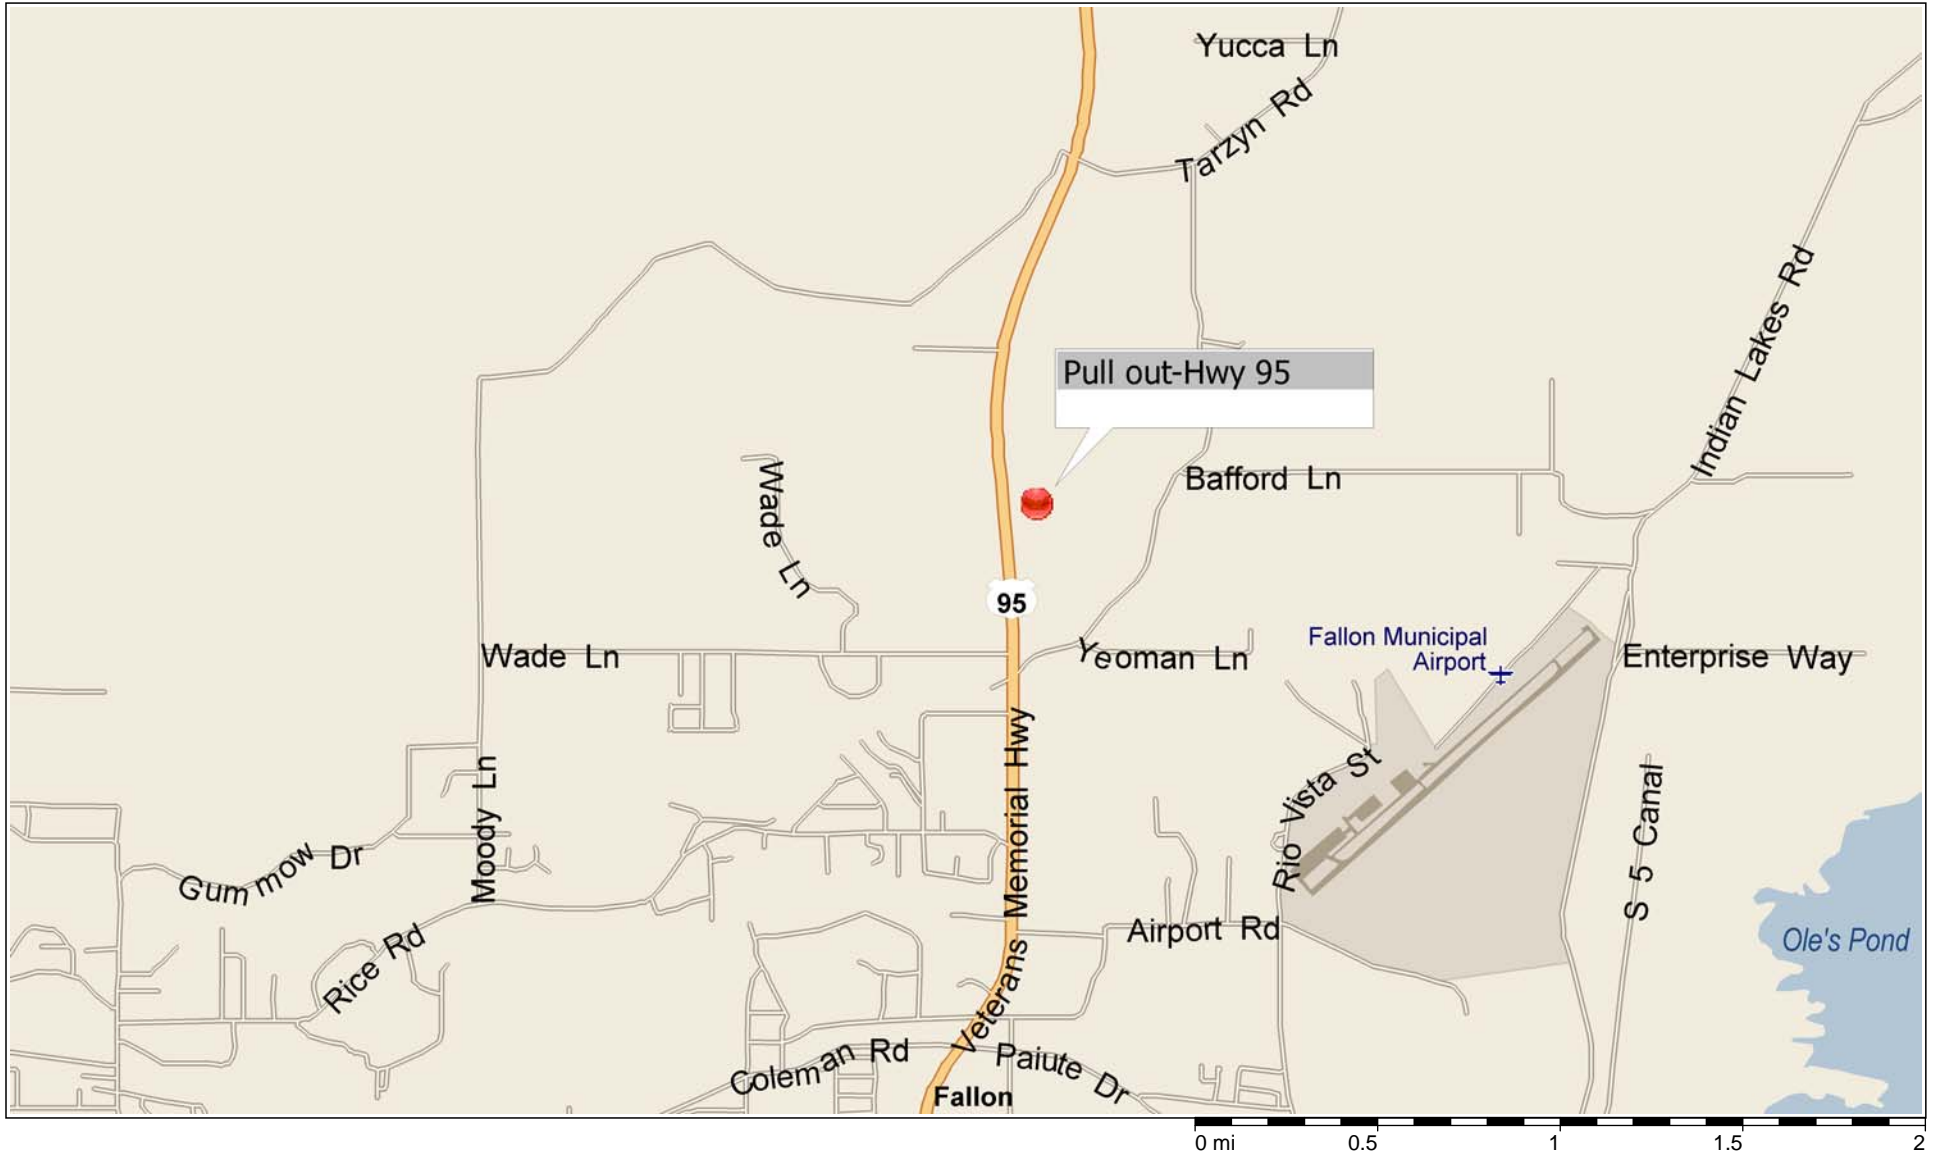 Yucca Ln
Tarzyn Rd
Indian Lakes Rd
Pull out-Hwy 95
Wade Ln
Bafford Ln
95
Wade Ln
Yeoman Ln
Fallon Municipal
Airport
Enterprise Way
Moody Ln
Veterans Memorial Hwy
Rio Vista St
S 5 Canal
Gummow Dr
Rice Rd
Airport Rd
Ole's Pond
Coleman Rd
Paiute Dr
Fallon
0 mi 0.5 1 1.5 2